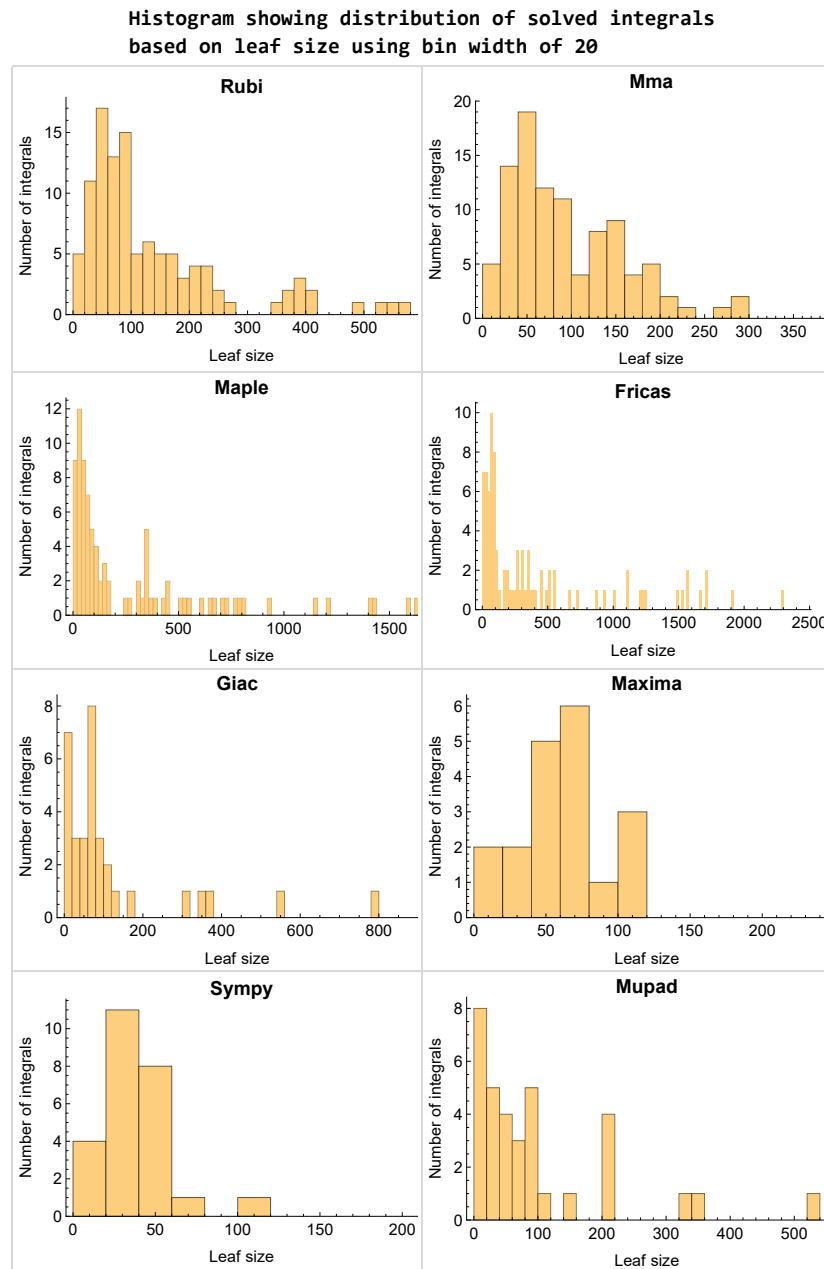 Histogram showing distribution of solved integrals
based on leaf size using bin width of 20
Rubi
Number of integrals
15
10
5
0
0 100 200 300 400 500
Leaf size
Mma
Number of integrals
20
15
10
5
0
0 50 100 150 200 250 300 350
Leaf size
Maple
Number of integrals
12
10
8
6
4
2
0
0 500 1000 1500
Leaf size
Fricas
Number of integrals
10
8
6
4
2
0
0 500 1000 1500 2000 2500
Leaf size
Giac
Number of integrals
8
6
4
2
0
0 200 400 600 800
Leaf size
Maxima
Number of integrals
6
5
4
3
2
1
0
0 50 100 150 200
Leaf size
Sympy
Number of integrals
10
8
6
4
2
0
0 50 100 150 200
Leaf size
Mupad
Number of integrals
8
6
4
2
0
0 100 200 300 400 500
Leaf size